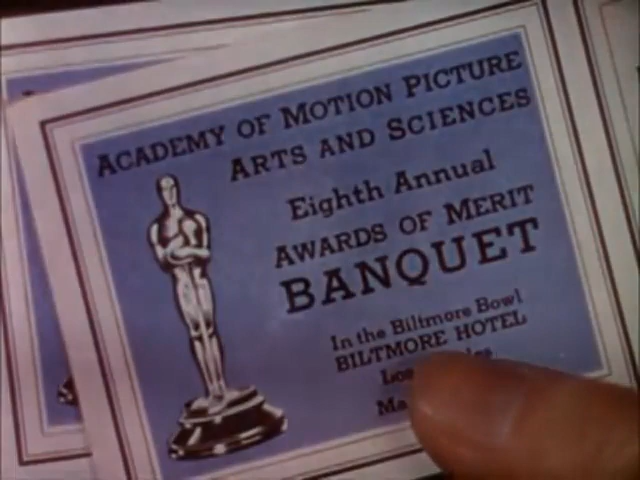 ACADEMY OF MOTION PICTURE
ARTS AND SCIENCES
Eighth Annual
AWARDS OF MERIT
BANQUET
In the Biltmore Bowl
BILTMORE HOTEL